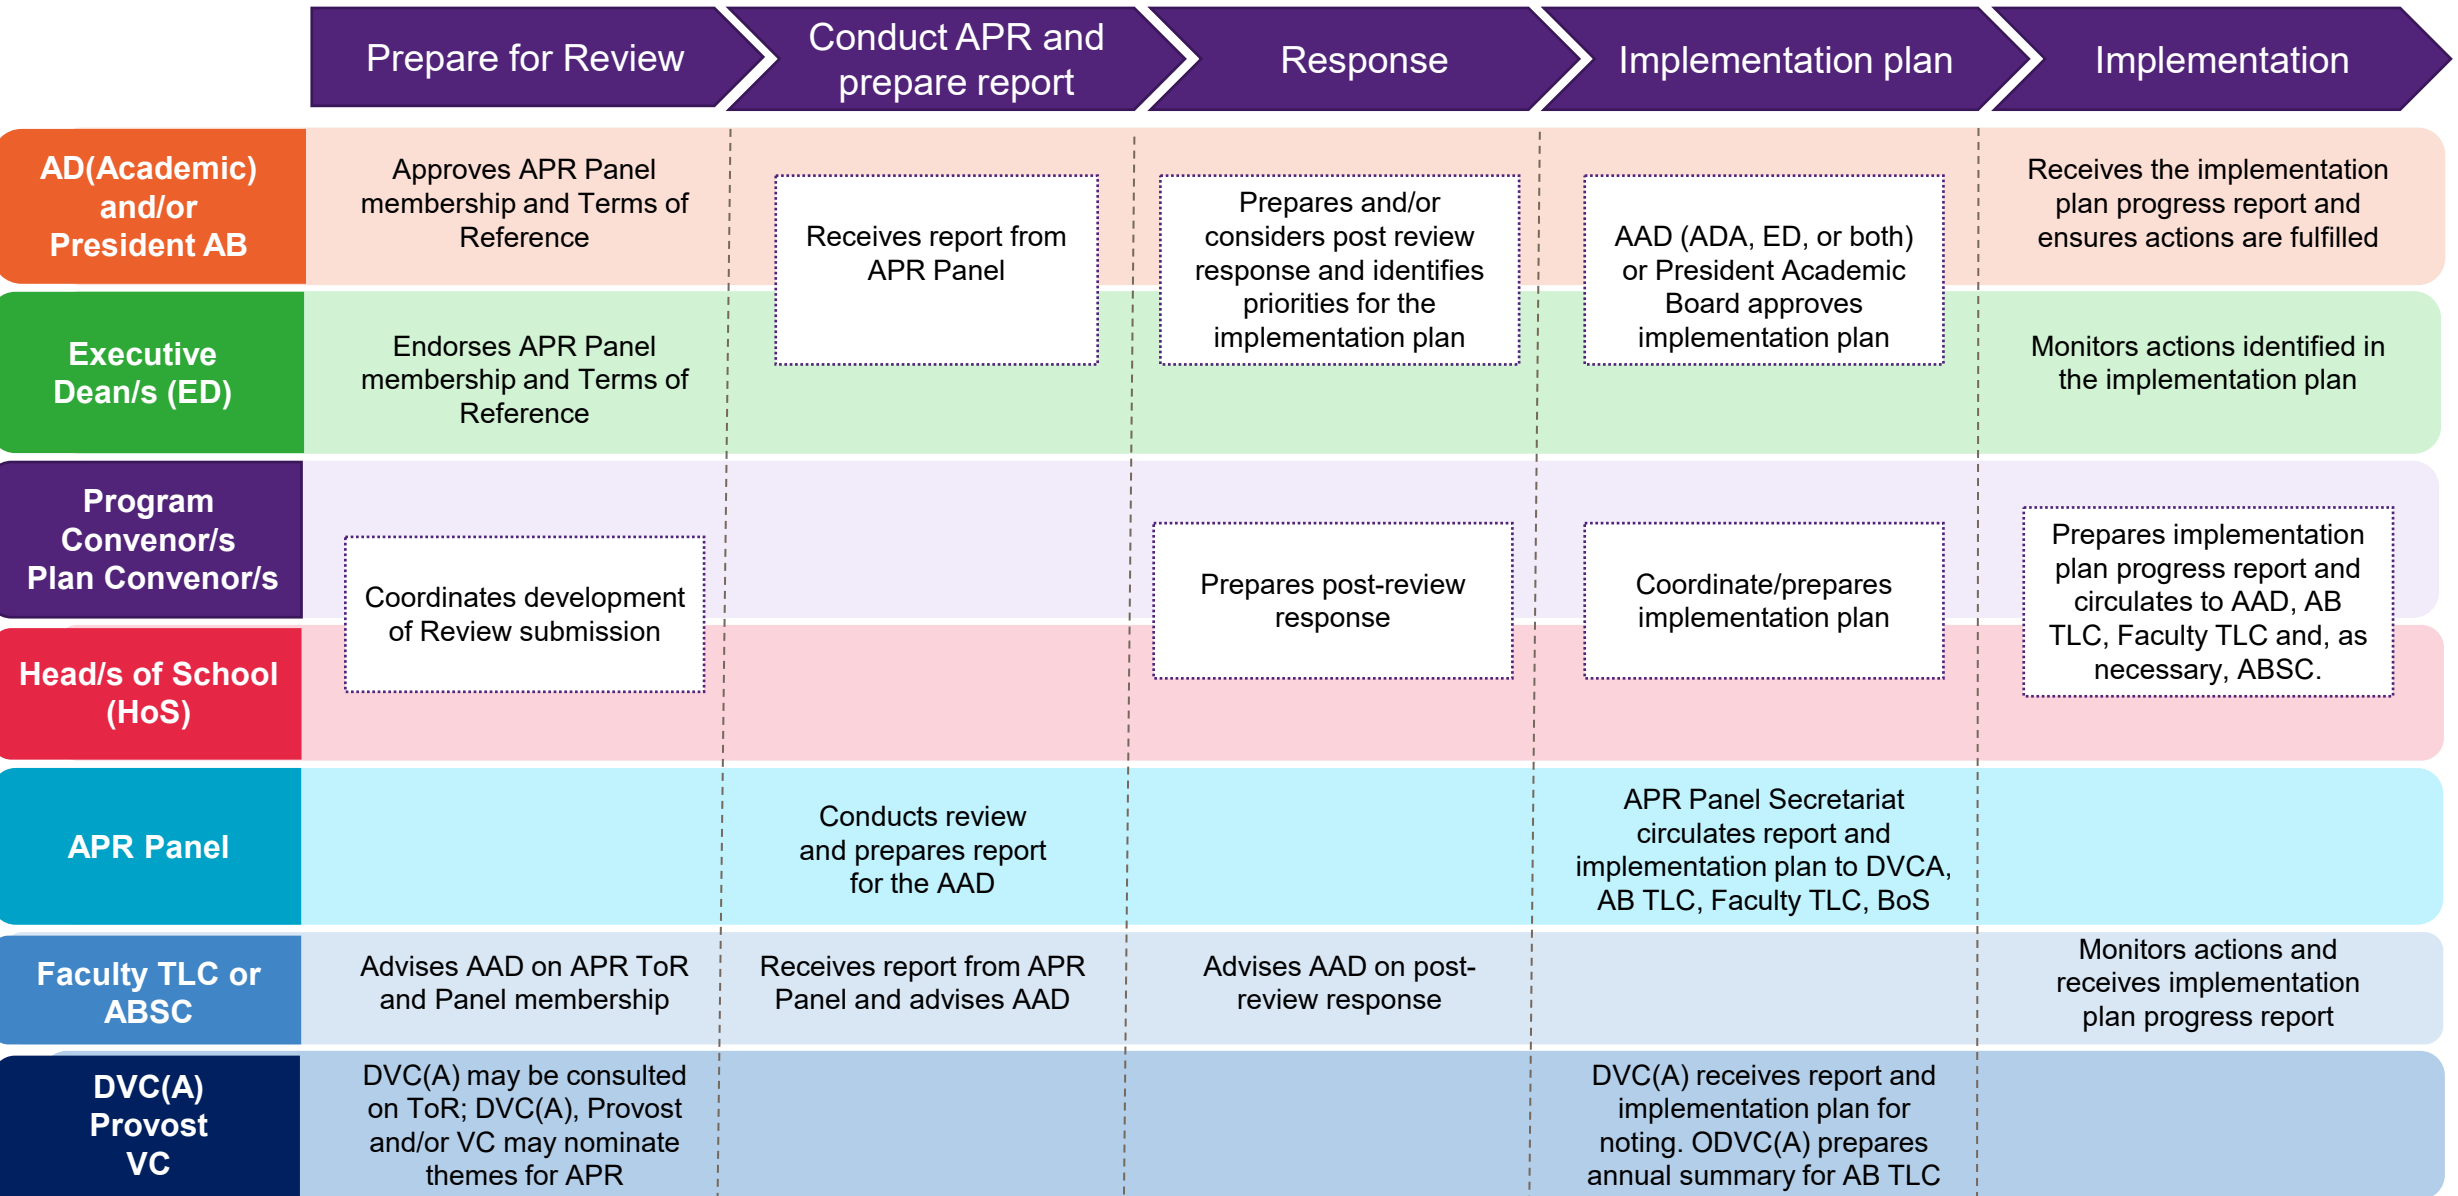 Prepare for Review
Conduct APR and
prepare report
Response
Implementation plan
Implementation
AD(Academic)
and/or
President AB
Approves APR Panel
membership and Terms of
Reference
Receives report from
APR Panel
Prepares and/or
considers post review
response and identifies
priorities for the
implementation plan
AAD (ADA, ED, or both)
or President Academic
Board approves
implementation plan
Receives the implementation
plan progress report and
ensures actions are fulfilled
Executive
Dean/s (ED)
Endorses APR Panel
membership and Terms of
Reference
Monitors actions identified in
the implementation plan
Program
Convenor/s
Plan Convenor/s
Coordinates development
of Review submission
Prepares post-review
response
Coordinate/prepares
implementation plan
Prepares implementation
plan progress report and
circulates to AAD, AB
TLC, Faculty TLC and, as
necessary, ABSC.
Head/s of School
(HoS)
APR Panel
Conducts review
and prepares report
for the AAD
APR Panel Secretariat
circulates report and
implementation plan to DVCA,
AB TLC, Faculty TLC, BoS
Faculty TLC or
ABSC
Advises AAD on APR ToR
and Panel membership
Receives report from APR
Panel and advises AAD
Advises AAD on post-
review response
Monitors actions and
receives implementation
plan progress report
DVC(A)
Provost
VC
DVC(A) may be consulted
on ToR; DVC(A), Provost
and/or VC may nominate
themes for APR
DVC(A) receives report and
implementation plan for
noting. ODVC(A) prepares
annual summary for AB TLC